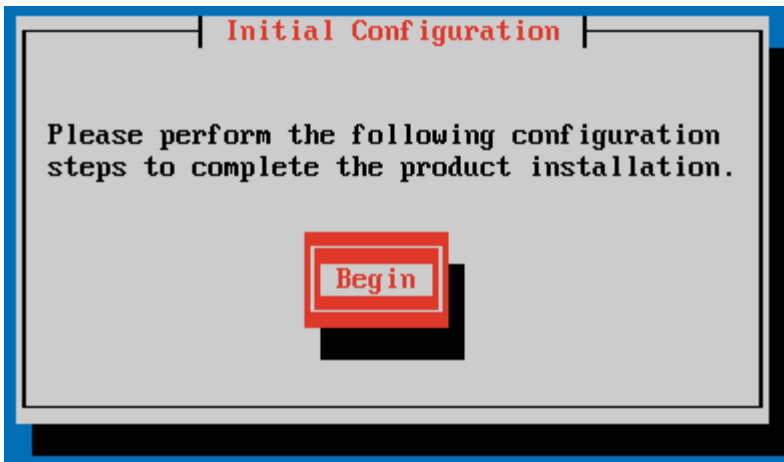 Initial Configuration
Please perform the following configuration
steps to complete the product installation.
Begin